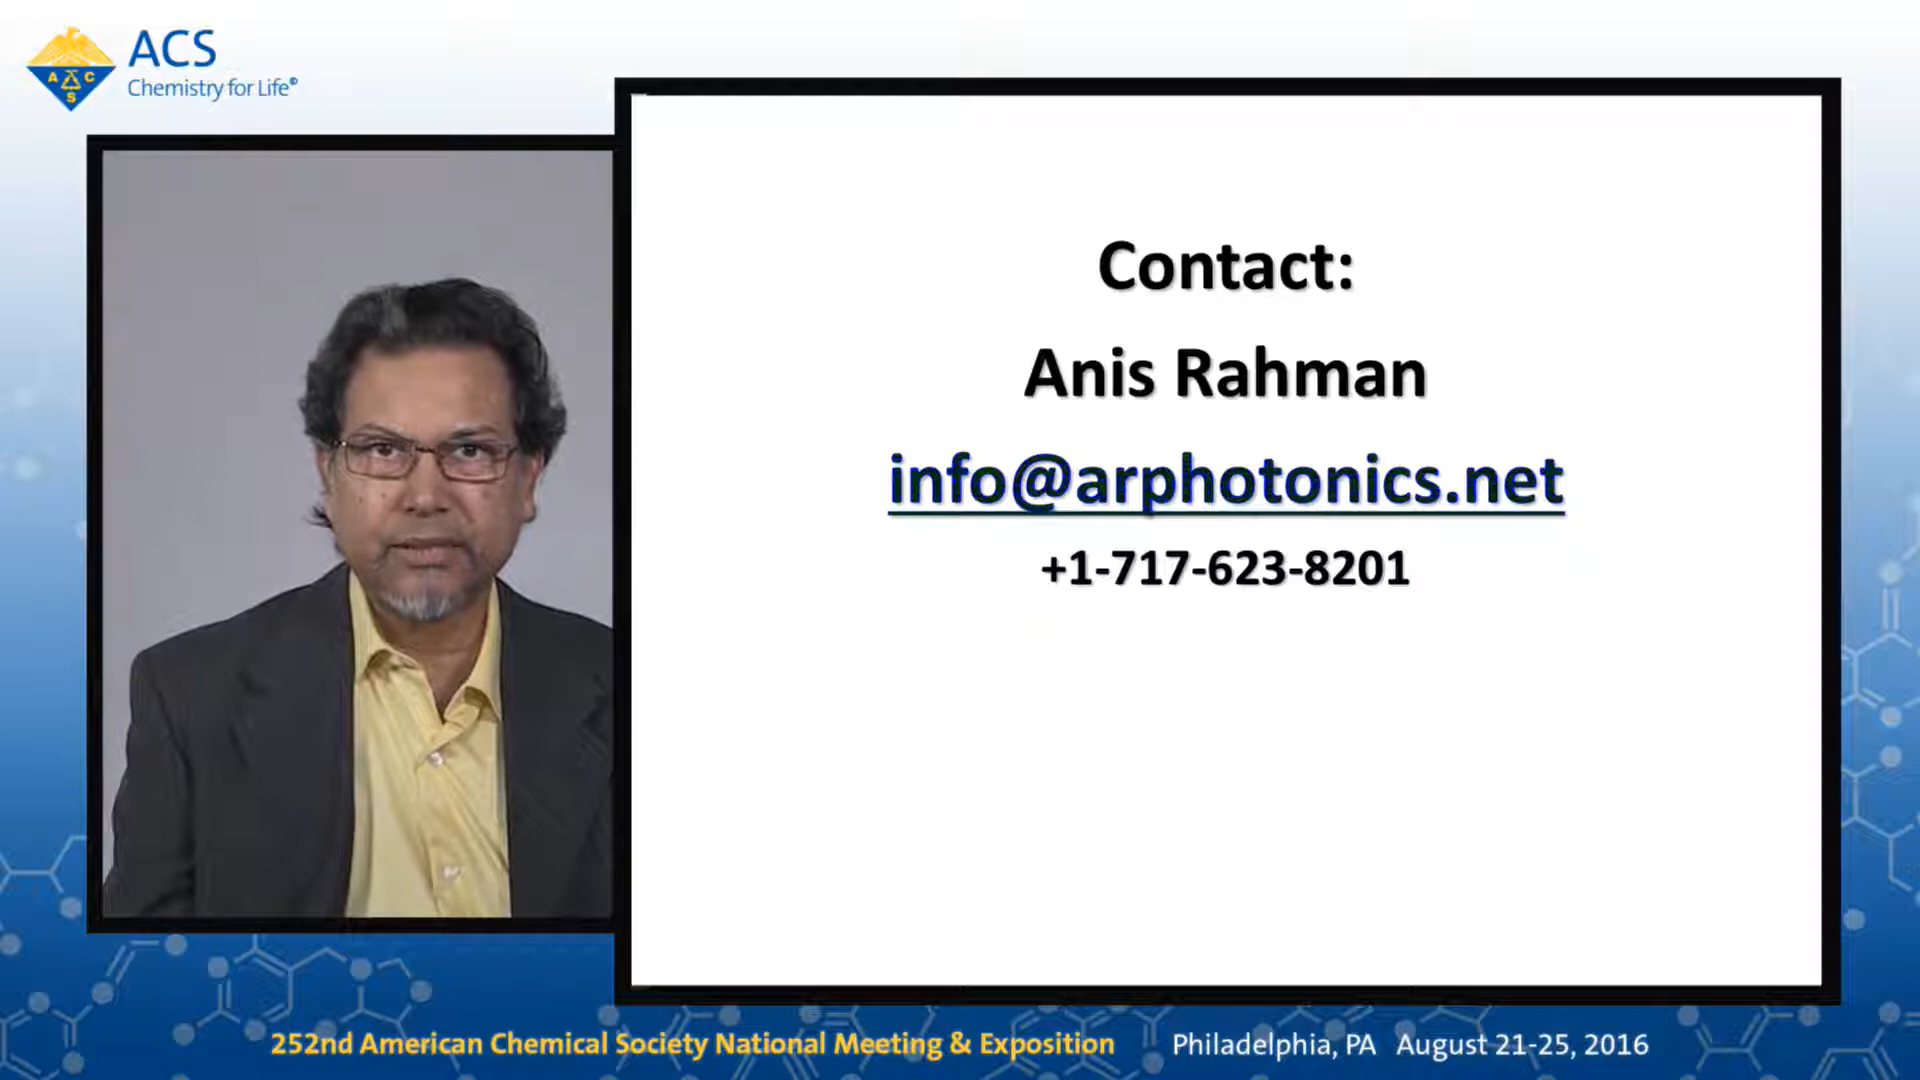 ACS
Chemistry for Life®
A C S
Contact:
Anis Rahman
info@arphotonics.net
+1-717-623-8201
252nd American Chemical Society National Meeting & Exposition Philadelphia, PA August 21-25, 2016